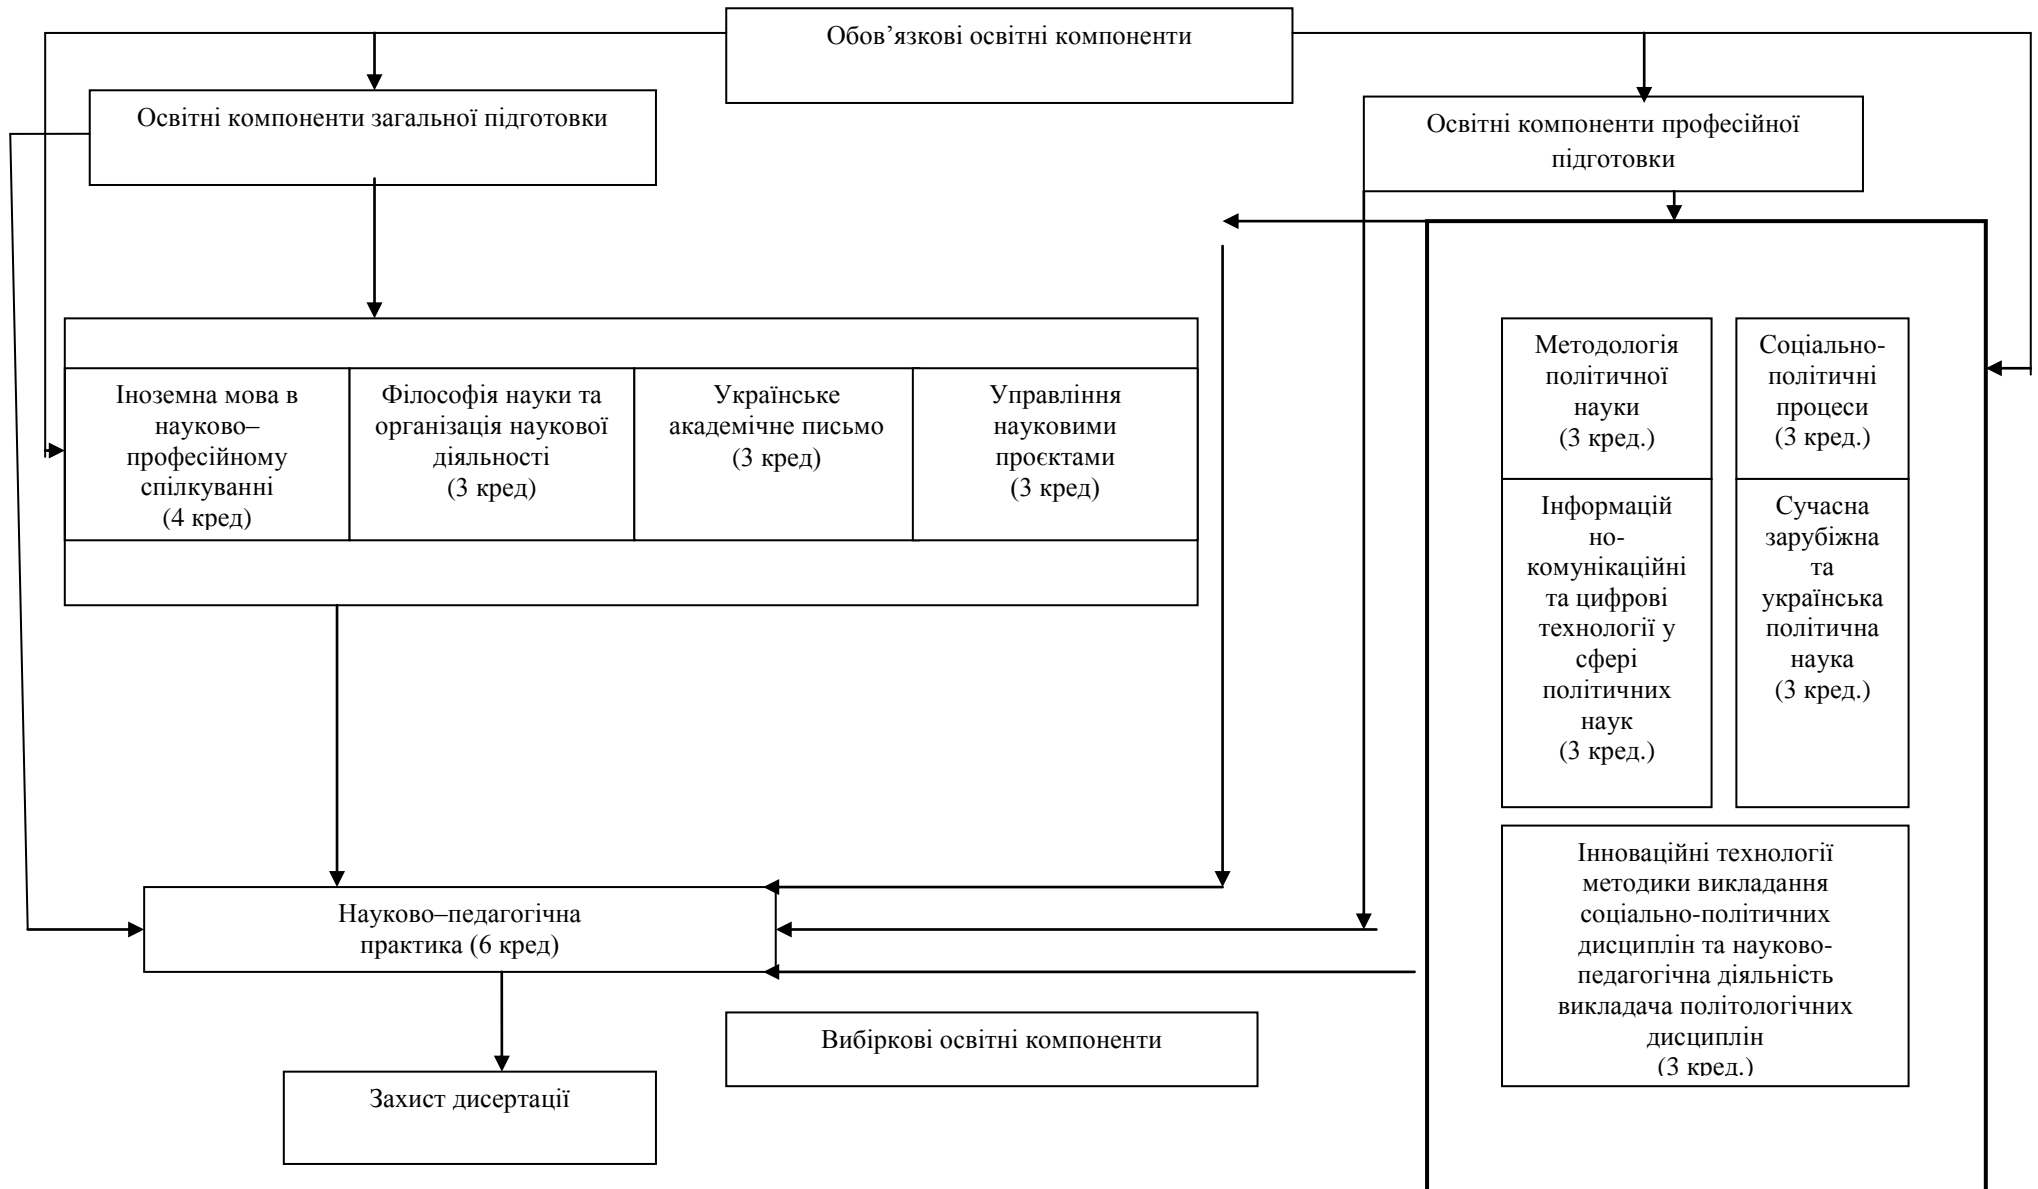 Обов’язкові освітні компоненти
Освітні компоненти загальної підготовки
Освітні компоненти професійної
підготовки
Іноземна мова в
науково–
професійному
спілкуванні
(4 кред)
Філософія науки та
організація наукової
діяльності
(3 кред)
Українське
академічне письмо
(3 кред)
Управління
науковими
проєктами
(3 кред)
Методологія
політичної
науки
(3 кред.)
Соціально-
політичні
процеси
(3 кред.)
Інформацій
но-
комунікаційні
та цифрові
технології у
сфері
політичних
наук
(3 кред.)
Сучасна
зарубіжна
та
українська
політична
наука
(3 кред.)
Інноваційні технології
методики викладання
соціально-політичних
дисциплін та науково-
педагогічна діяльність
викладача політологічних
дисциплін
(3 кред.)
Науково–педагогічна
практика (6 кред)
Вибіркові освітні компоненти
Захист дисертації